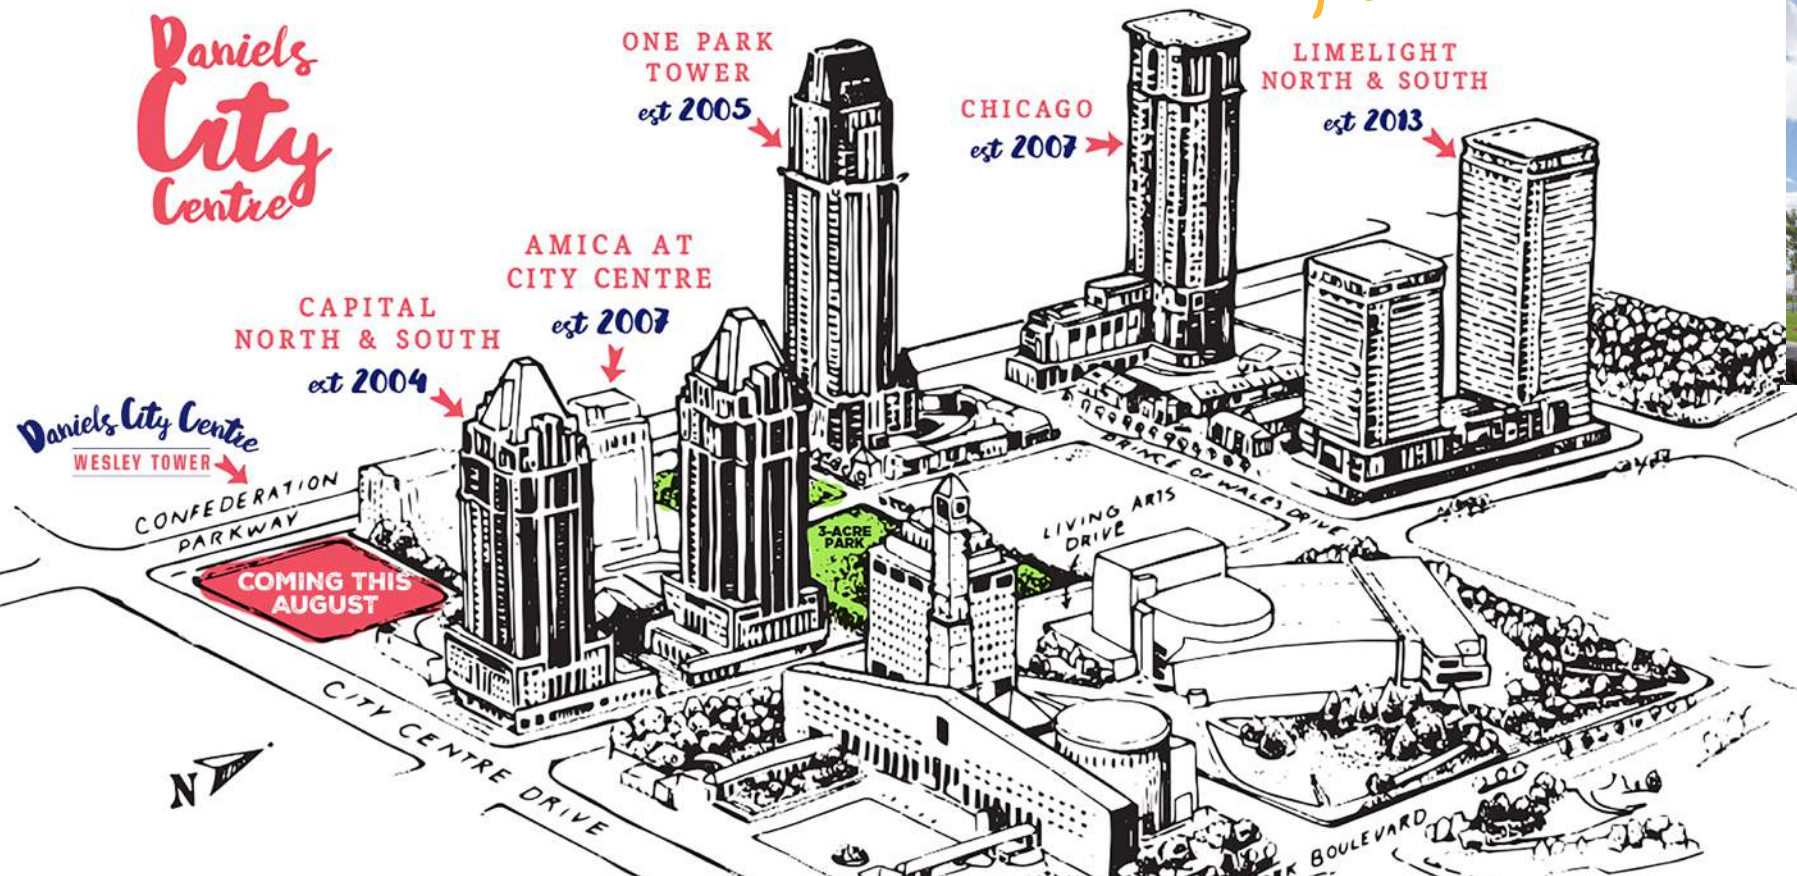 Daniels
City
Centre
ONE PARK
TOWER
est 2005
CHICAGO
est 2007
LIMELIGHT
NORTH & SOUTH
est 2013
AMICA AT
CITY CENTRE
est 2007
CAPITAL
NORTH & SOUTH
est 2004
Daniels City Centre
WESLEY TOWER
CONFEDERATION
PARKWAY
COMING THIS
AUGUST
3-ACRE
PARK
PRINCE OF WALES DRIVE
LIVING ARTS
DRIVE
CITY CENTRE DRIVE
N
BOULEVARD